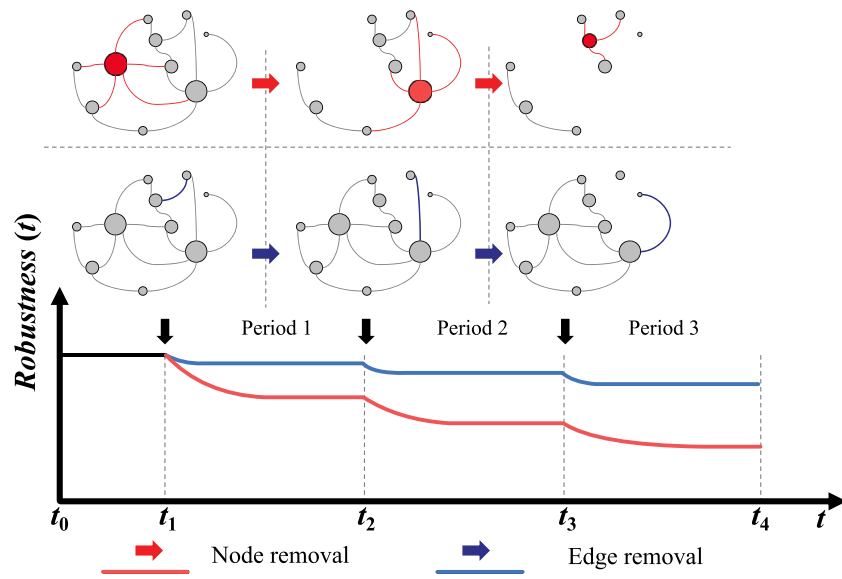 Robustness (t)
Period 1
Period 2
Period 3
t0
t1
t2
t3
t4
t
Node removal
Edge removal